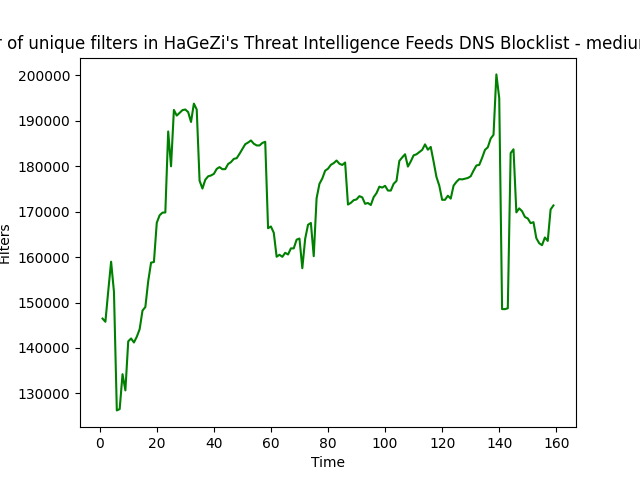 r of unique filters in HaGeZi's Threat Intelligence Feeds DNS Blocklist - mediu
200000
190000
180000
170000
160000
150000
140000
130000
Filters
0 20 40 60 80 100 120 140 160
Time